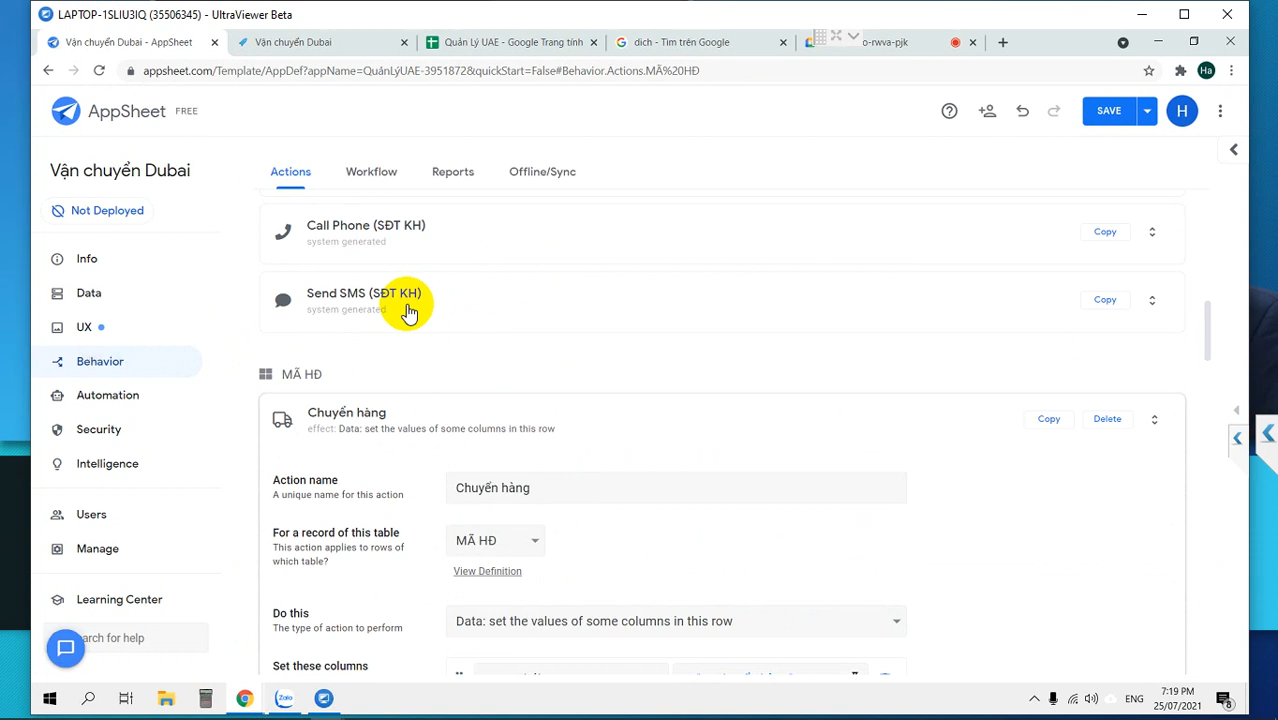 LAPTOP-1SLIU3IQ (35506345) - UltraViewer Beta
Vận chuyển Dubai - AppSheet
Vận chuyển Dubai
Quản Lý UAE - Google Trang tính
dich - Tìm trên Google
o-rwva-pjk
appsheet.com/Template/AppDef?appName=QuảnLýUAE-3951872&quickStart=False#Behavior.Actions.MÃ%20HĐ
Ha
AppSheet FREE
SAVE
H
Vận chuyển Dubai
Not Deployed
Info
Data
UX
Behavior
Automation
Security
Intelligence
Users
Manage
Learning Center
earch for help
Actions
Workflow
Reports
Offline/Sync
Call Phone (SĐT KH)
system generated
Copy
Send SMS (SĐT KH)
system generated
Copy
MÃ HĐ
Chuyển hàng
effect: Data: set the values of some columns in this row
Copy
Delete
Action name
A unique name for this action
Chuyển hàng
For a record of this table
This action applies to rows of which table?
MÃ HĐ
View Definition
Do this
The type of action to perform
Data: set the values of some columns in this row
Set these columns
Zalo
ENG
7:19 PM
25/07/2021
8